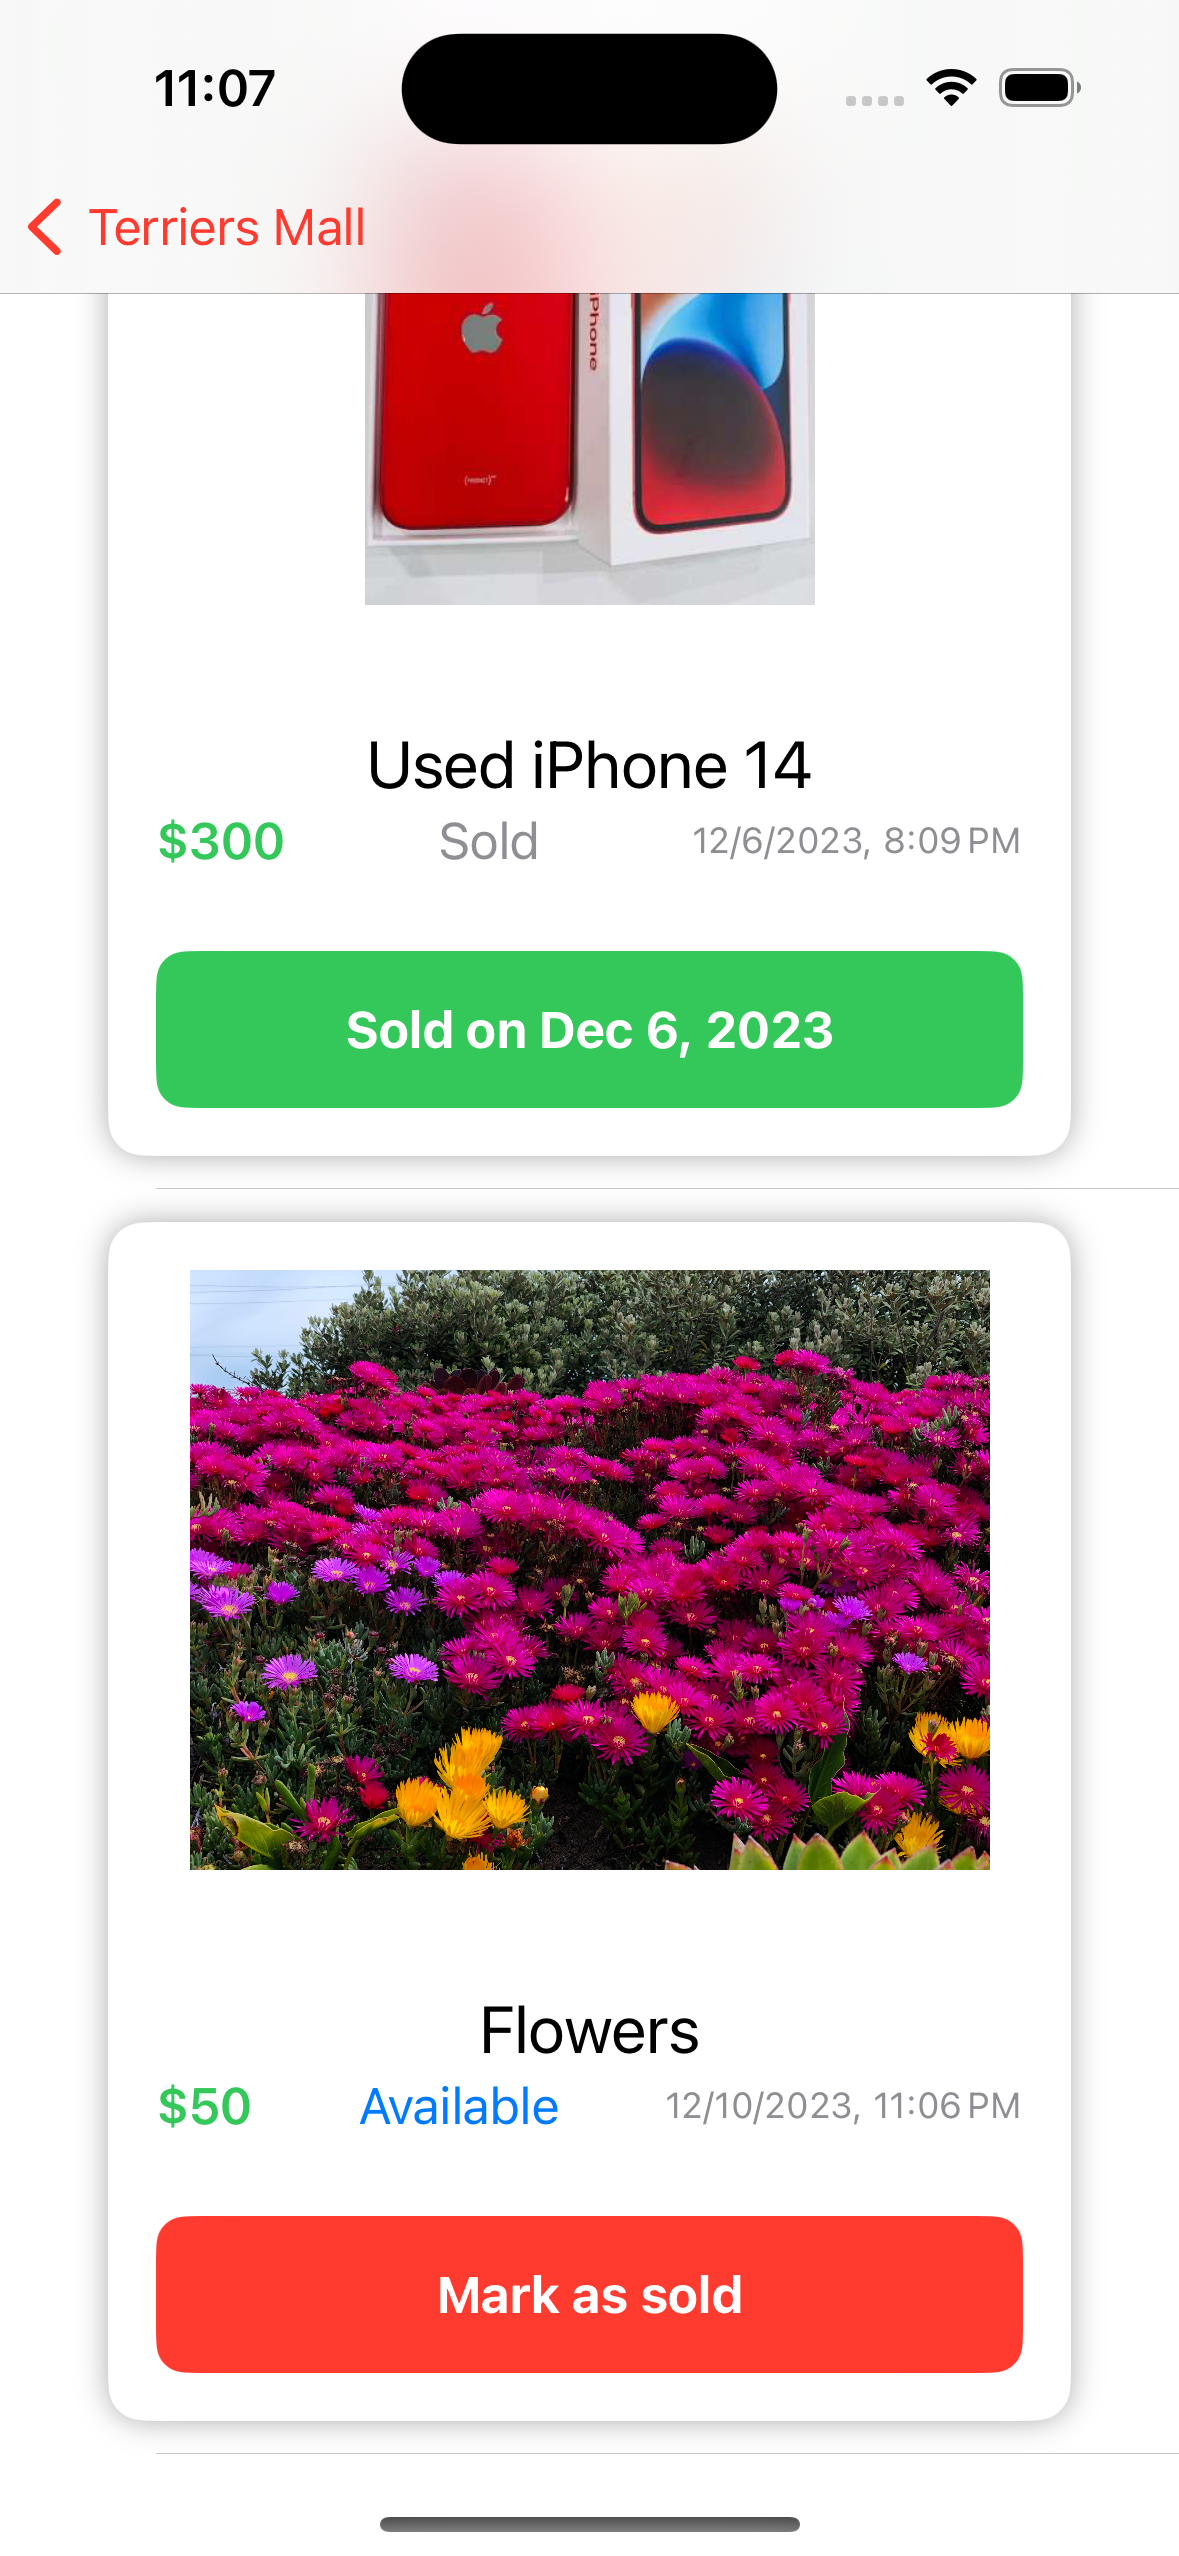 11:07
Terriers Mall
iPhone
(PRODUCT)
Used iPhone 14
$300 Sold 12/6/2023, 8:09 PM
Sold on Dec 6, 2023
Flowers
$50 Available 12/10/2023, 11:06 PM
Mark as sold